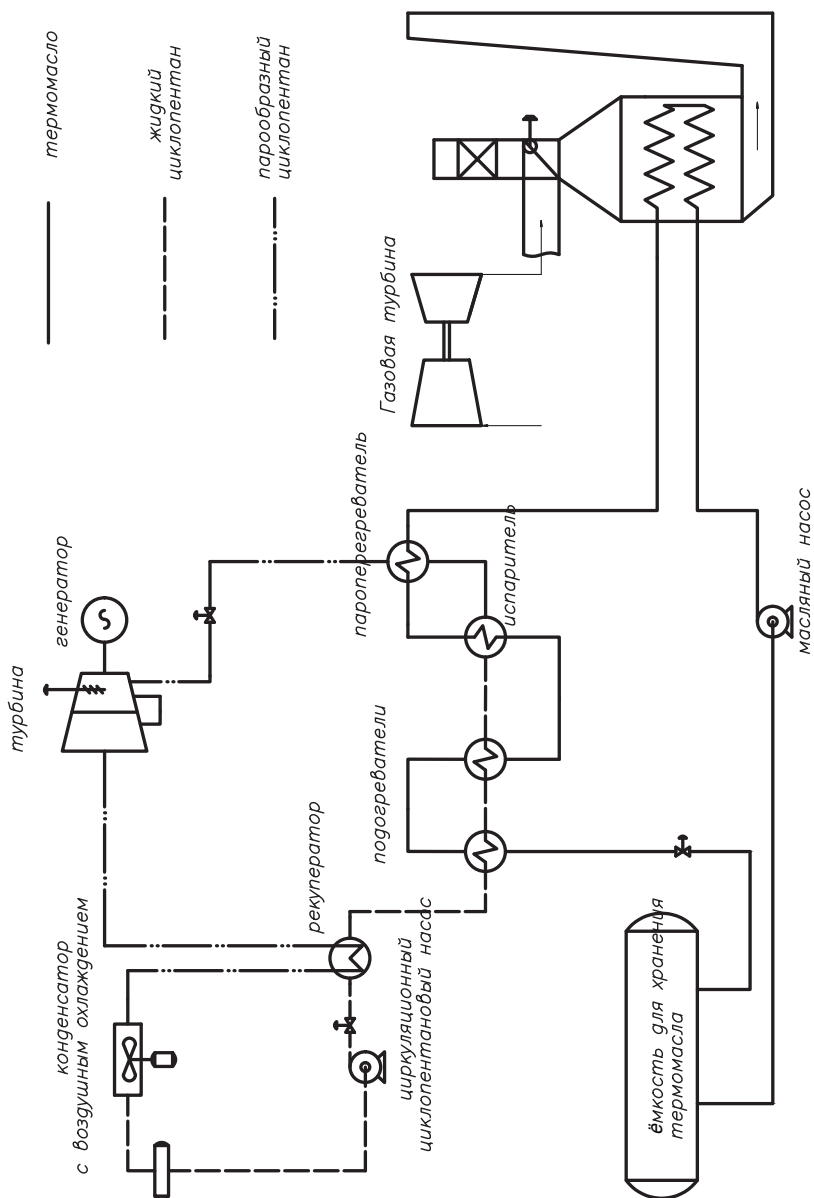 термомасло
жидкий
циклопентан
парообразный
циклопентан
Газовая турбина
генератор
турбина
пароперегреватель
испаритель
подогреватели
масляный насос
рекуператор
конденсатор
с воздушным охлаждением
циркуляционный
циклопентановый насос
ёмкость для хранения
термомасла